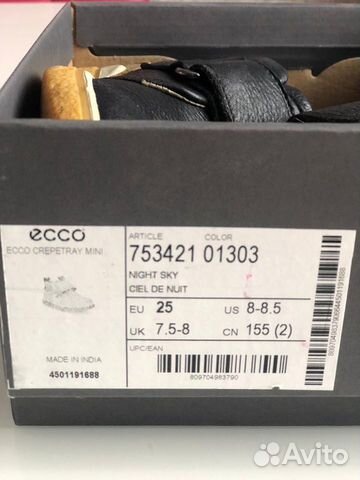 ecco
ECCO CREPETRAY MINI
ARTICLE COLOR
753421 01303
NIGHT SKY
CIEL DE NUIT
EU 25 US 8-8.5
UK 7.5-8 CN 155 (2)
UPC/EAN
809704983790
MADE IN INDIA
4501191688
Avito